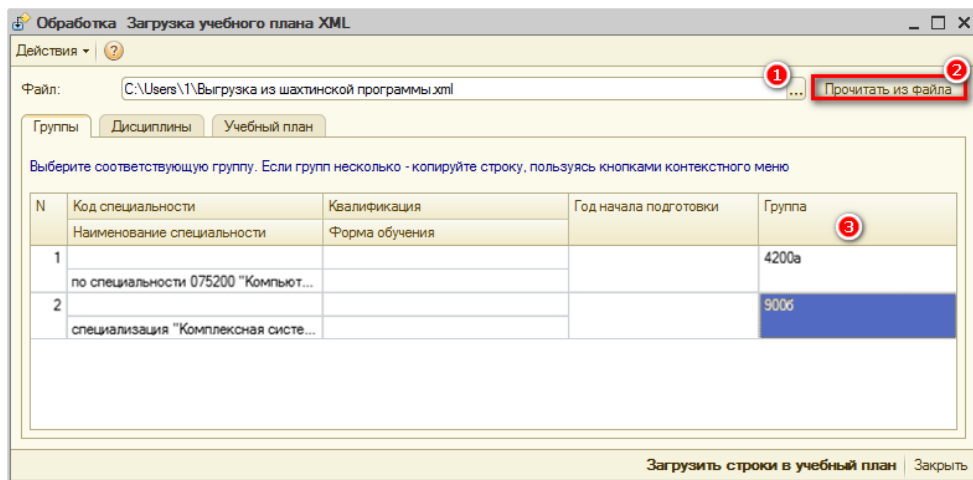 Обработка Загрузка учебного плана XML
Действия
Файл: C:\Users\1\Выгрузка из шахтинской программы.xml ... 1 Прочитать из файла 2
Группы Дисциплины Учебный план
Выберите соответствующую группу. Если групп несколько - копируйте строку, пользуясь кнопками контекстного меню
N Код специальности Квалификация Год начала подготовки Группа 3
Наименование специальности Форма обучения
1 4200а
по специальности 075200 "Компьют...
2 900б
специализация "Комплексная систе...
Загрузить строки в учебный план Закрыть